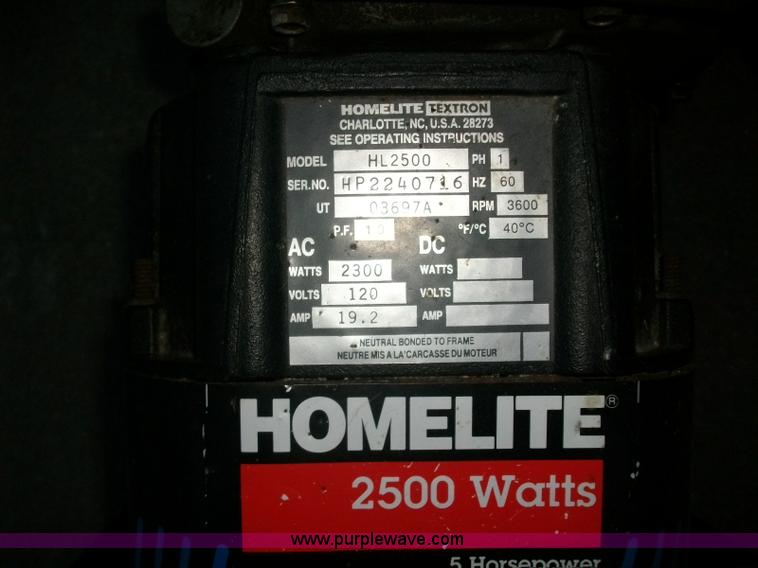 HOMELITE TEXTRON
CHARLOTTE, NC, U.S.A. 28273
SEE OPERATING INSTRUCTIONS
MODEL HL2500 PH 1
SER.NO. HP2240716 HZ 60
UT 03697A RPM 3600
P.F. 1.0 °F/°C 40°C
AC DC
WATTS 2300 WATTS
VOLTS 120 VOLTS
AMP 19.2 AMP
NEUTRAL BONDED TO FRAME
NEUTRE MIS A LA'CARCASSE DU MOTEUR
HOMELITE®
2500 Watts
www.purplewave.com
5 Horsepower